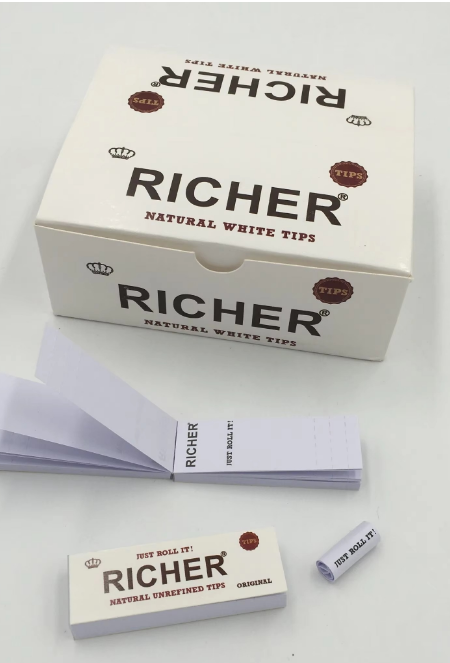 NATURAL WHITE TIPS
RICHER®
TIPS
TIPS
RICHER®
NATURAL WHITE TIPS
TIPS
RICHER®
NATURAL WHITE TIPS
RICHER
JUST ROLL IT!
JUST ROLL IT!
JUST ROLL IT!
TIPS
RICHER®
NATURAL UNREFINED TIPS ORIGINAL